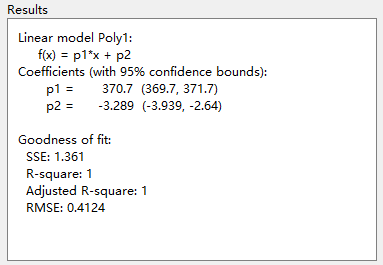 Results
Linear model Poly1:
f(x) = p1*x + p2
Coefficients (with 95% confidence bounds):
p1 = 370.7 (369.7, 371.7)
p2 = -3.289 (-3.939, -2.64)
Goodness of fit:
SSE: 1.361
R-square: 1
Adjusted R-square: 1
RMSE: 0.4124